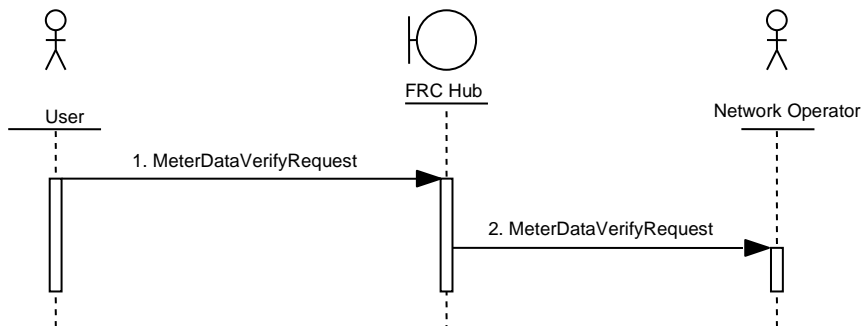 FRC Hub
User
Network Operator
1. MeterDataVerifyRequest
2. MeterDataVerifyRequest